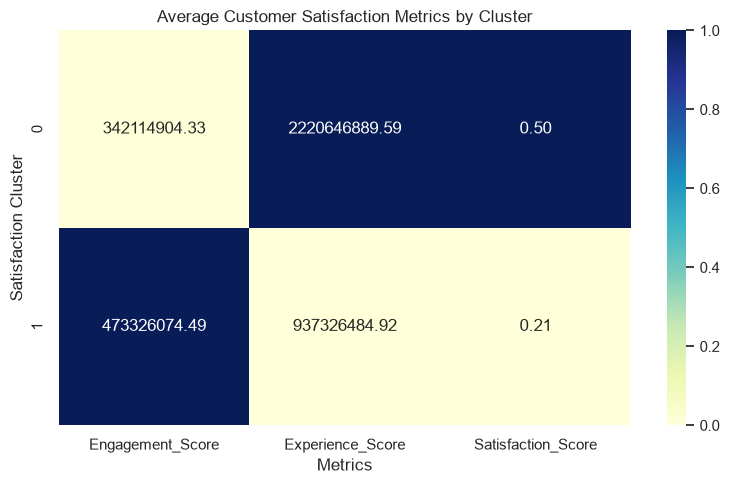 Average Customer Satisfaction Metrics by Cluster
Satisfaction Cluster
0
342114904.33 2220646889.59 0.50
1
473326074.49 937326484.92 0.21
Engagement_Score Experience_Score Satisfaction_Score
Metrics
1.0
0.8
0.6
0.4
0.2
0.0